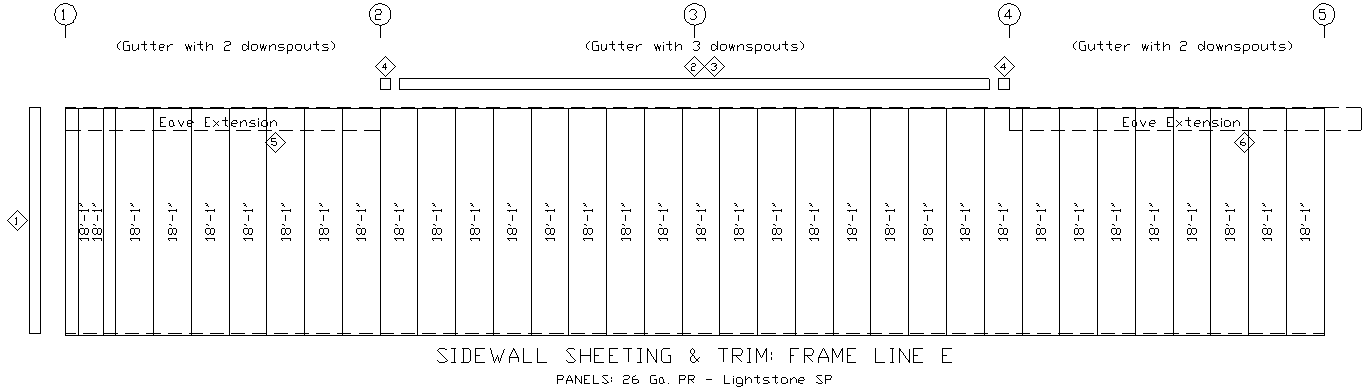 1 2 3 4 5
(Gutter with 2 downspouts) (Gutter with 3 downspouts) (Gutter with 2 downspouts)
4 2 3 4
Eave Extension Eave Extension
5 6
1
18'-1" 18'-1" 18'-1" 18'-1" 18'-1" 18'-1" 18'-1" 18'-1" 18'-1" 18'-1" 18'-1" 18'-1" 18'-1" 18'-1" 18'-1" 18'-1" 18'-1" 18'-1" 18'-1" 18'-1" 18'-1" 18'-1" 18'-1" 18'-1" 18'-1" 18'-1" 18'-1" 18'-1" 18'-1" 18'-1" 18'-1" 18'-1" 18'-1" 18'-1"
SIDEWALL SHEETING & TRIM: FRAME LINE E
PANELS: 26 Ga. PR - Lightstone SP